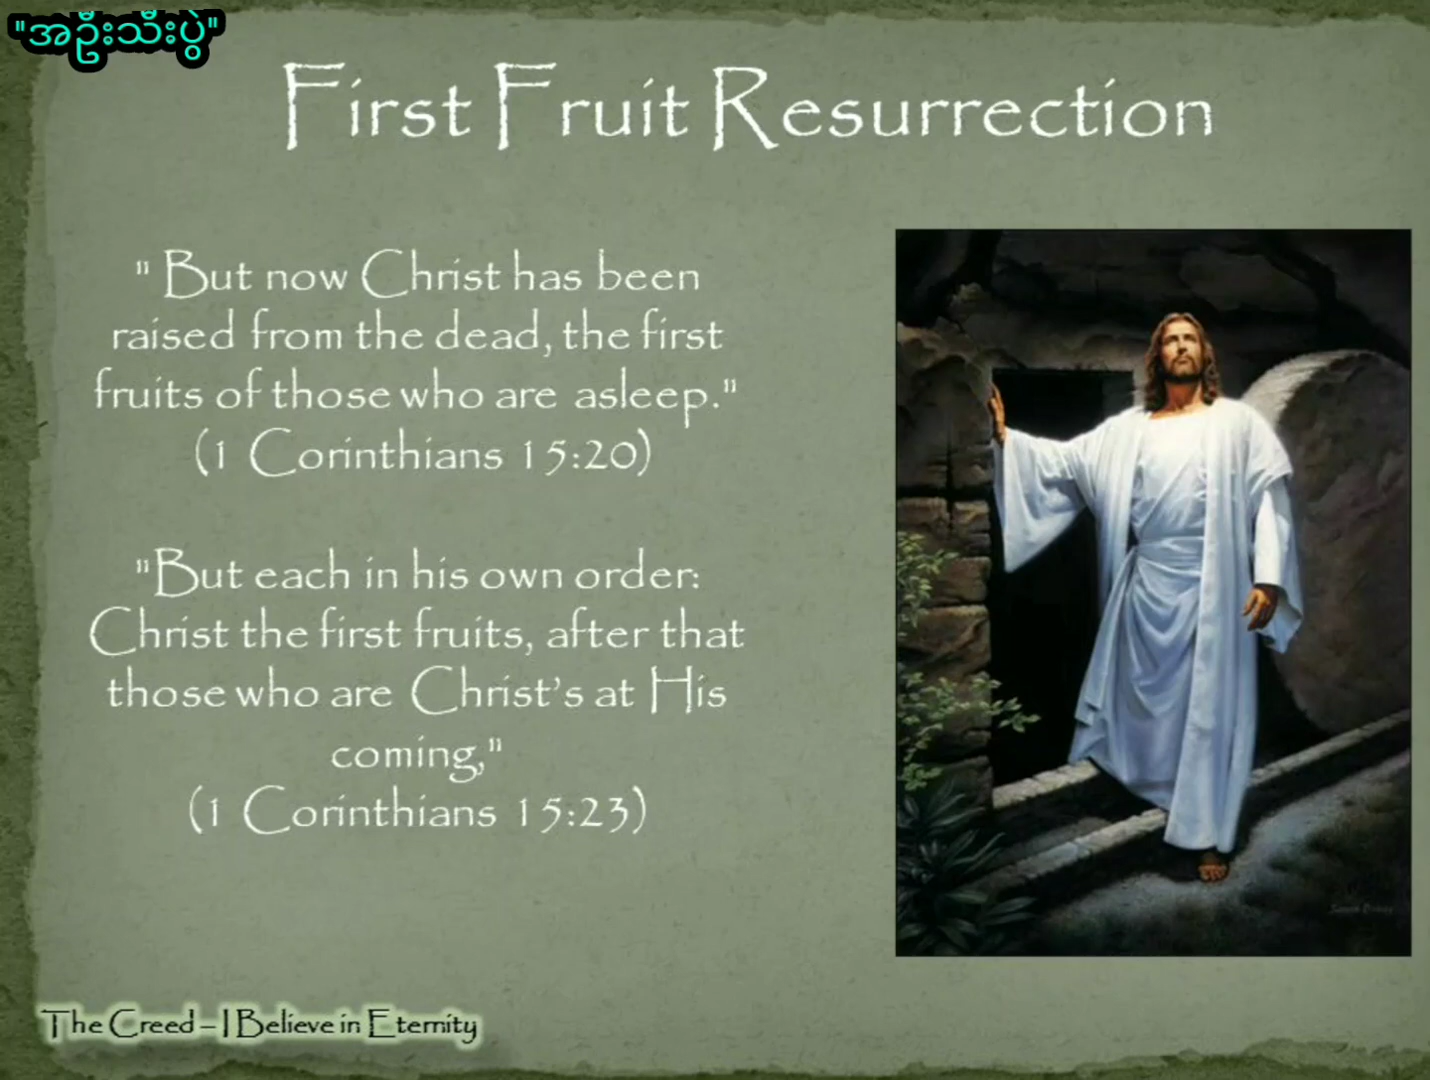 "အဦးသီးပွဲ"
First Fruit Resurrection
" But now Christ has been
raised from the dead, the first
fruits of those who are asleep."
(1 Corinthians 15:20)
"But each in his own order:
Christ the first fruits, after that
those who are Christ's at His
coming,"
(1 Corinthians 15:23)
The Creed – I Believe in Eternity